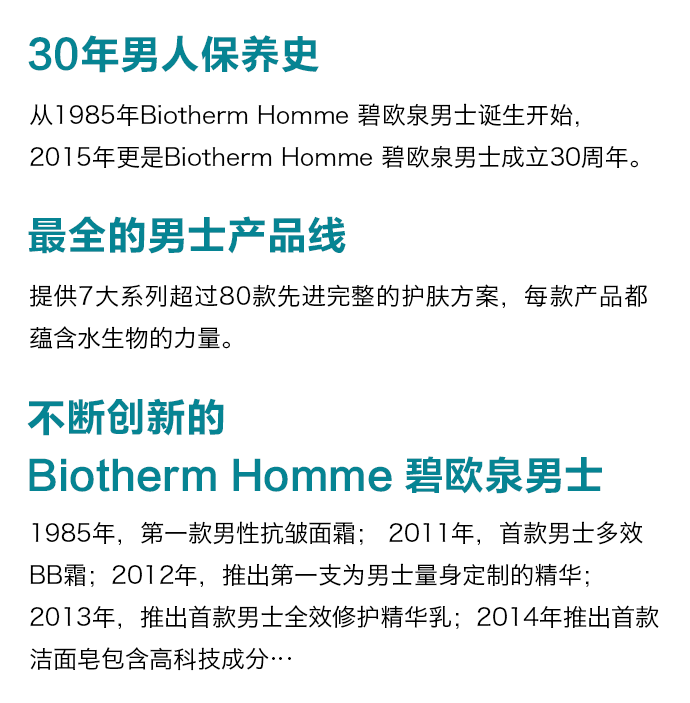 30年男人保养史
从1985年Biotherm Homme 碧欧泉男士诞生开始，
2015年更是Biotherm Homme 碧欧泉男士成立30周年。
最全的男士产品线
提供7大系列超过80款先进完整的护肤方案，每款产品都
蕴含水生物的力量。
不断创新的
Biotherm Homme 碧欧泉男士
1985年，第一款男性抗皱面霜； 2011年，首款男士多效
BB霜；2012年，推出第一支为男士量身定制的精华；
2013年，推出首款男士全效修护精华乳；2014年推出首款
洁面皂包含高科技成分…